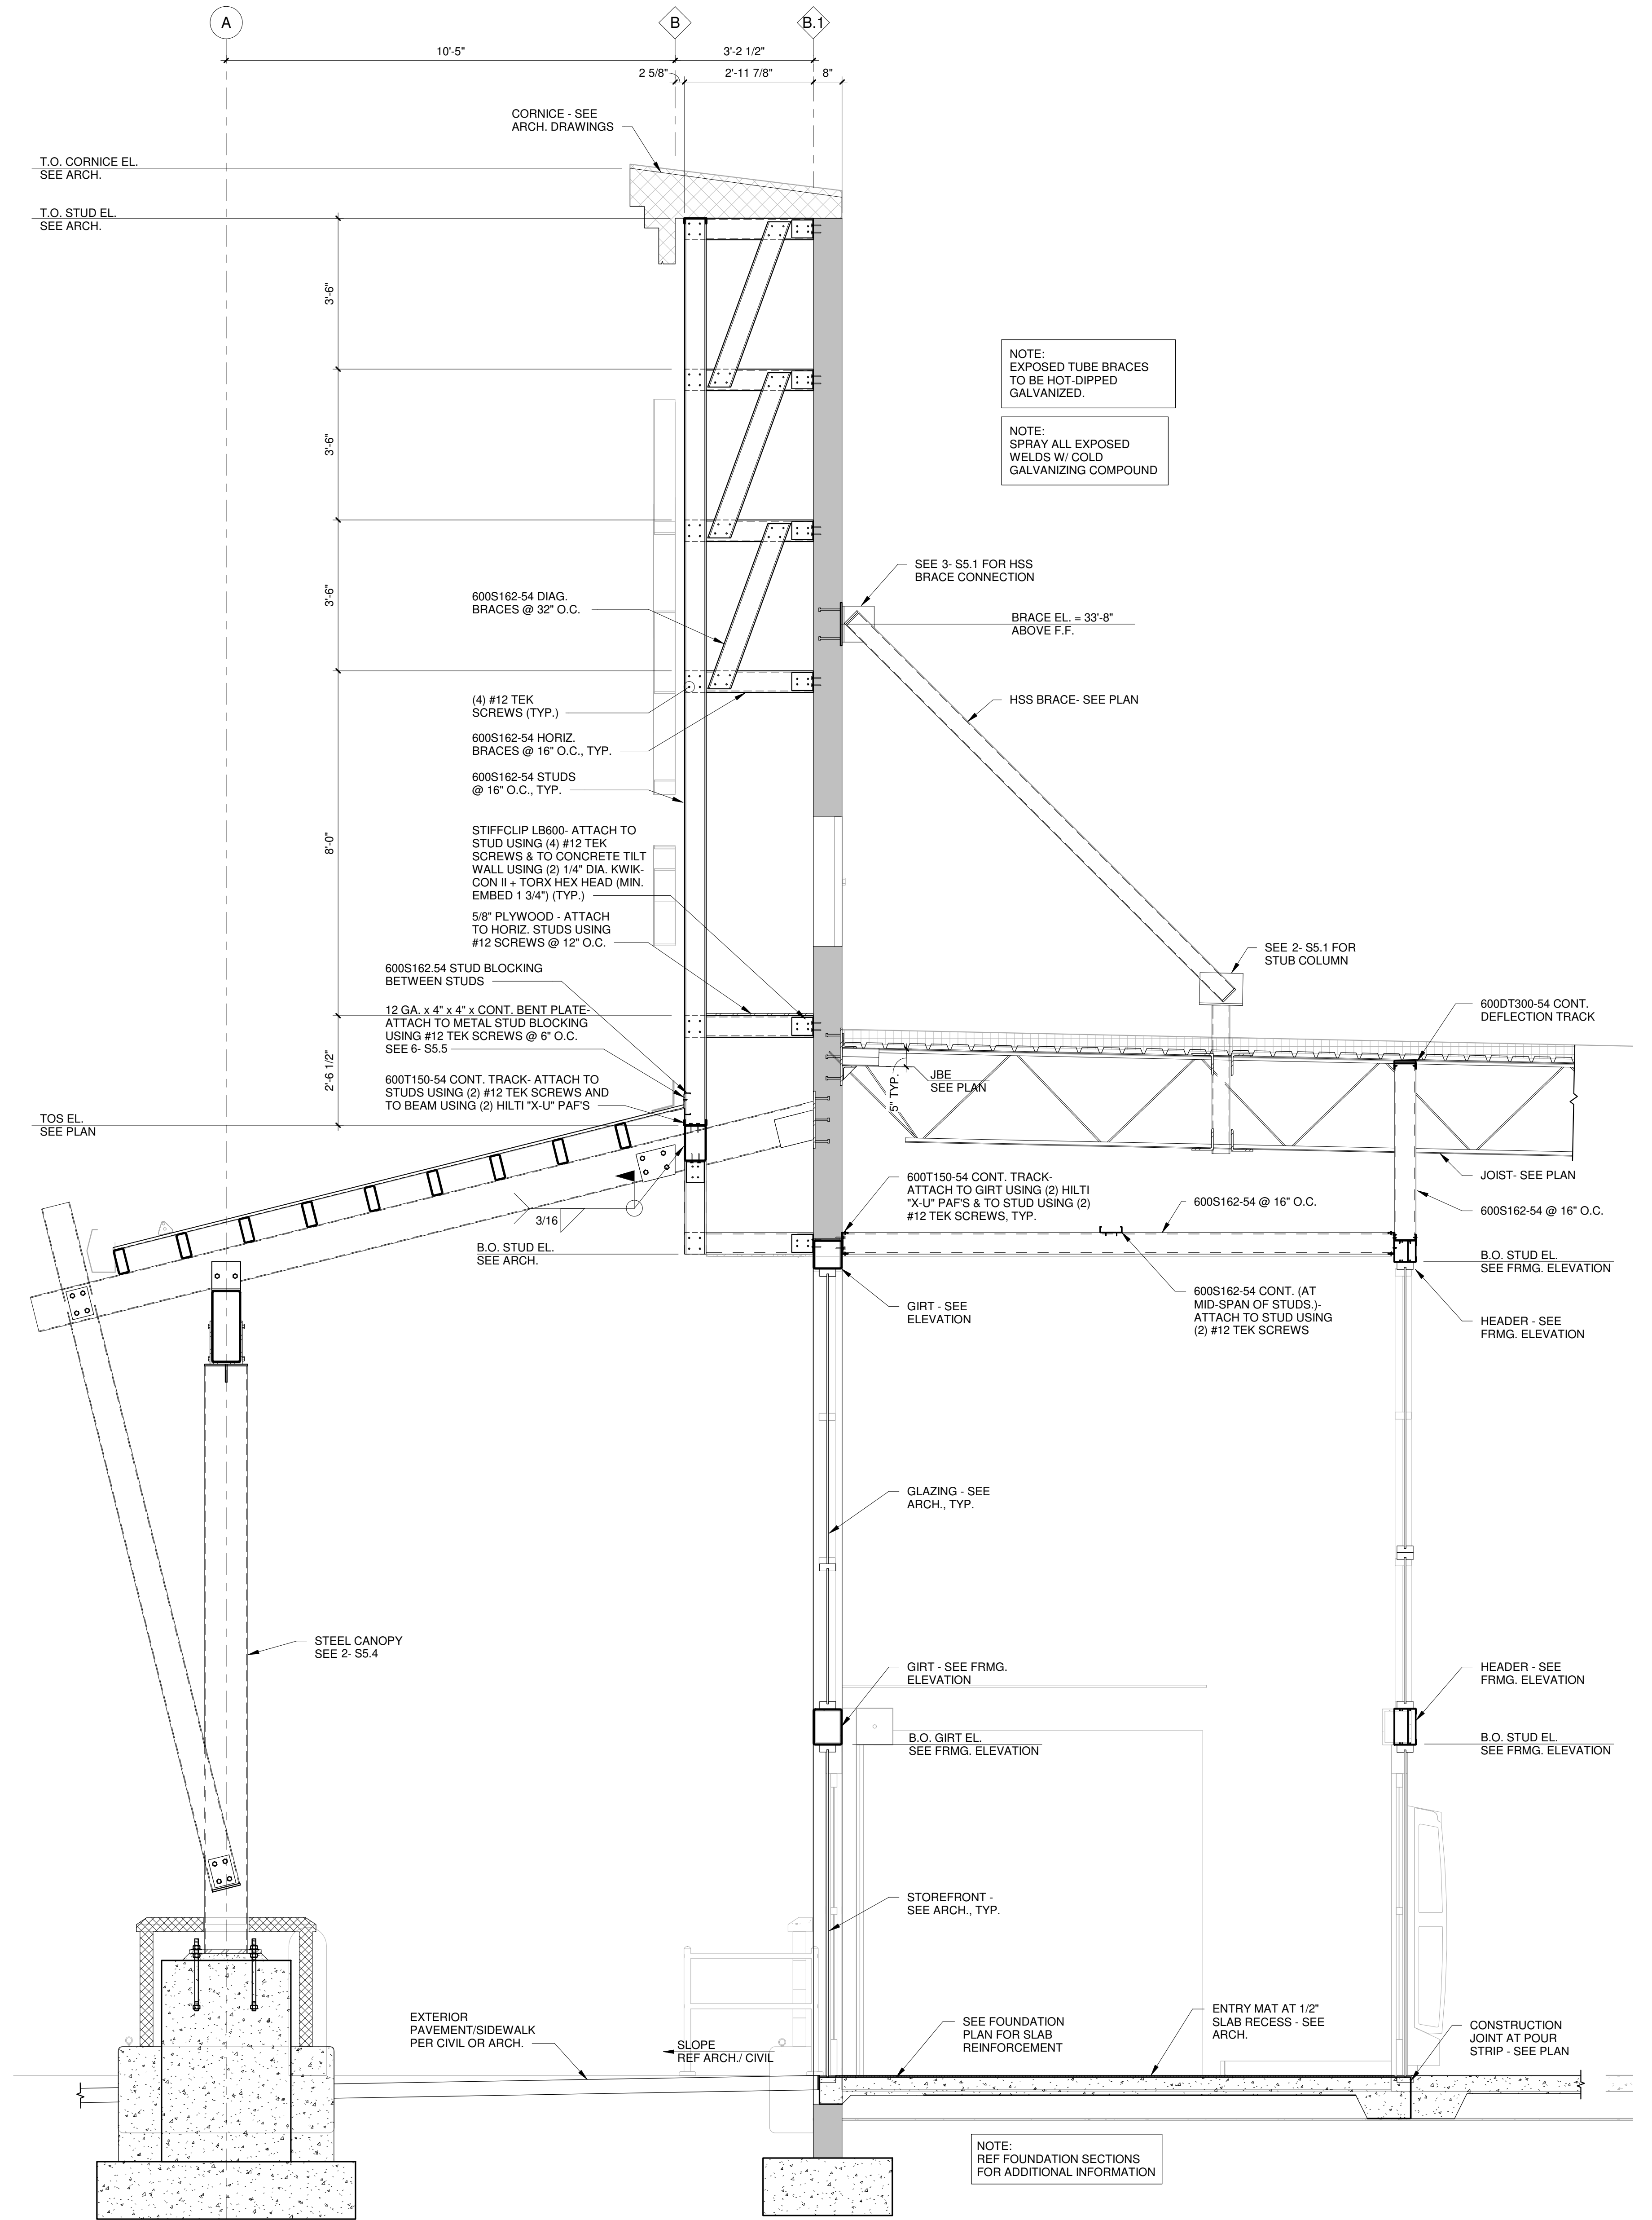 A
B
B.1
10'-5"
3'-2 1/2"
2 5/8"
2'-11 7/8"
8"
CORNICE - SEE
ARCH. DRAWINGS
T.O. CORNICE EL.
SEE ARCH.
T.O. STUD EL.
SEE ARCH.
3'-6"
3'-6"
3'-6"
8'-0"
2'-6 1/2"
NOTE:
EXPOSED TUBE BRACES
TO BE HOT-DIPPED
GALVANIZED.
NOTE:
SPRAY ALL EXPOSED
WELDS W/ COLD
GALVANIZING COMPOUND
SEE 3- S5.1 FOR HSS
BRACE CONNECTION
600S162-54 DIAG.
BRACES @ 32" O.C.
BRACE EL. = 33'-8"
ABOVE F.F.
(4) #12 TEK
SCREWS (TYP.)
HSS BRACE- SEE PLAN
600S162-54 HORIZ.
BRACES @ 16" O.C., TYP.
600S162-54 STUDS
@ 16" O.C., TYP.
STIFFCLIP LB600- ATTACH TO
STUD USING (4) #12 TEK
SCREWS & TO CONCRETE TILT
WALL USING (2) 1/4" DIA. KWIK-
CON II + TORX HEX HEAD (MIN.
EMBED 1 3/4") (TYP.)
5/8" PLYWOOD - ATTACH
TO HORIZ. STUDS USING
#12 SCREWS @ 12" O.C.
SEE 2- S5.1 FOR
STUB COLUMN
600S162.54 STUD BLOCKING
BETWEEN STUDS
12 GA. x 4" x 4" x CONT. BENT PLATE-
ATTACH TO METAL STUD BLOCKING
USING #12 TEK SCREWS @ 6" O.C.
SEE 6- S5.5
600DT300-54 CONT.
DEFLECTION TRACK
600T150-54 CONT. TRACK- ATTACH TO
STUDS USING (2) #12 TEK SCREWS AND
TO BEAM USING (2) HILTI "X-U" PAF'S
5" TYP.
JBE
SEE PLAN
TOS EL.
SEE PLAN
JOIST- SEE PLAN
600T150-54 CONT. TRACK-
ATTACH TO GIRT USING (2) HILTI
"X-U" PAF'S & TO STUD USING (2)
#12 TEK SCREWS, TYP.
600S162-54 @ 16" O.C.
600S162-54 @ 16" O.C.
3/16
B.O. STUD EL.
SEE ARCH.
B.O. STUD EL.
SEE FRMG. ELEVATION
GIRT - SEE
ELEVATION
600S162-54 CONT. (AT
MID-SPAN OF STUDS.)-
ATTACH TO STUD USING
(2) #12 TEK SCREWS
HEADER - SEE
FRMG. ELEVATION
GLAZING - SEE
ARCH., TYP.
STEEL CANOPY
SEE 2- S5.4
GIRT - SEE FRMG.
ELEVATION
HEADER - SEE
FRMG. ELEVATION
B.O. GIRT EL.
SEE FRMG. ELEVATION
B.O. STUD EL.
SEE FRMG. ELEVATION
STOREFRONT -
SEE ARCH., TYP.
EXTERIOR
PAVEMENT/SIDEWALK
PER CIVIL OR ARCH.
SLOPE
REF ARCH./ CIVIL
SEE FOUNDATION
PLAN FOR SLAB
REINFORCEMENT
ENTRY MAT AT 1/2"
SLAB RECESS - SEE
ARCH.
CONSTRUCTION
JOINT AT POUR
STRIP - SEE PLAN
NOTE:
REF FOUNDATION SECTIONS
FOR ADDITIONAL INFORMATION